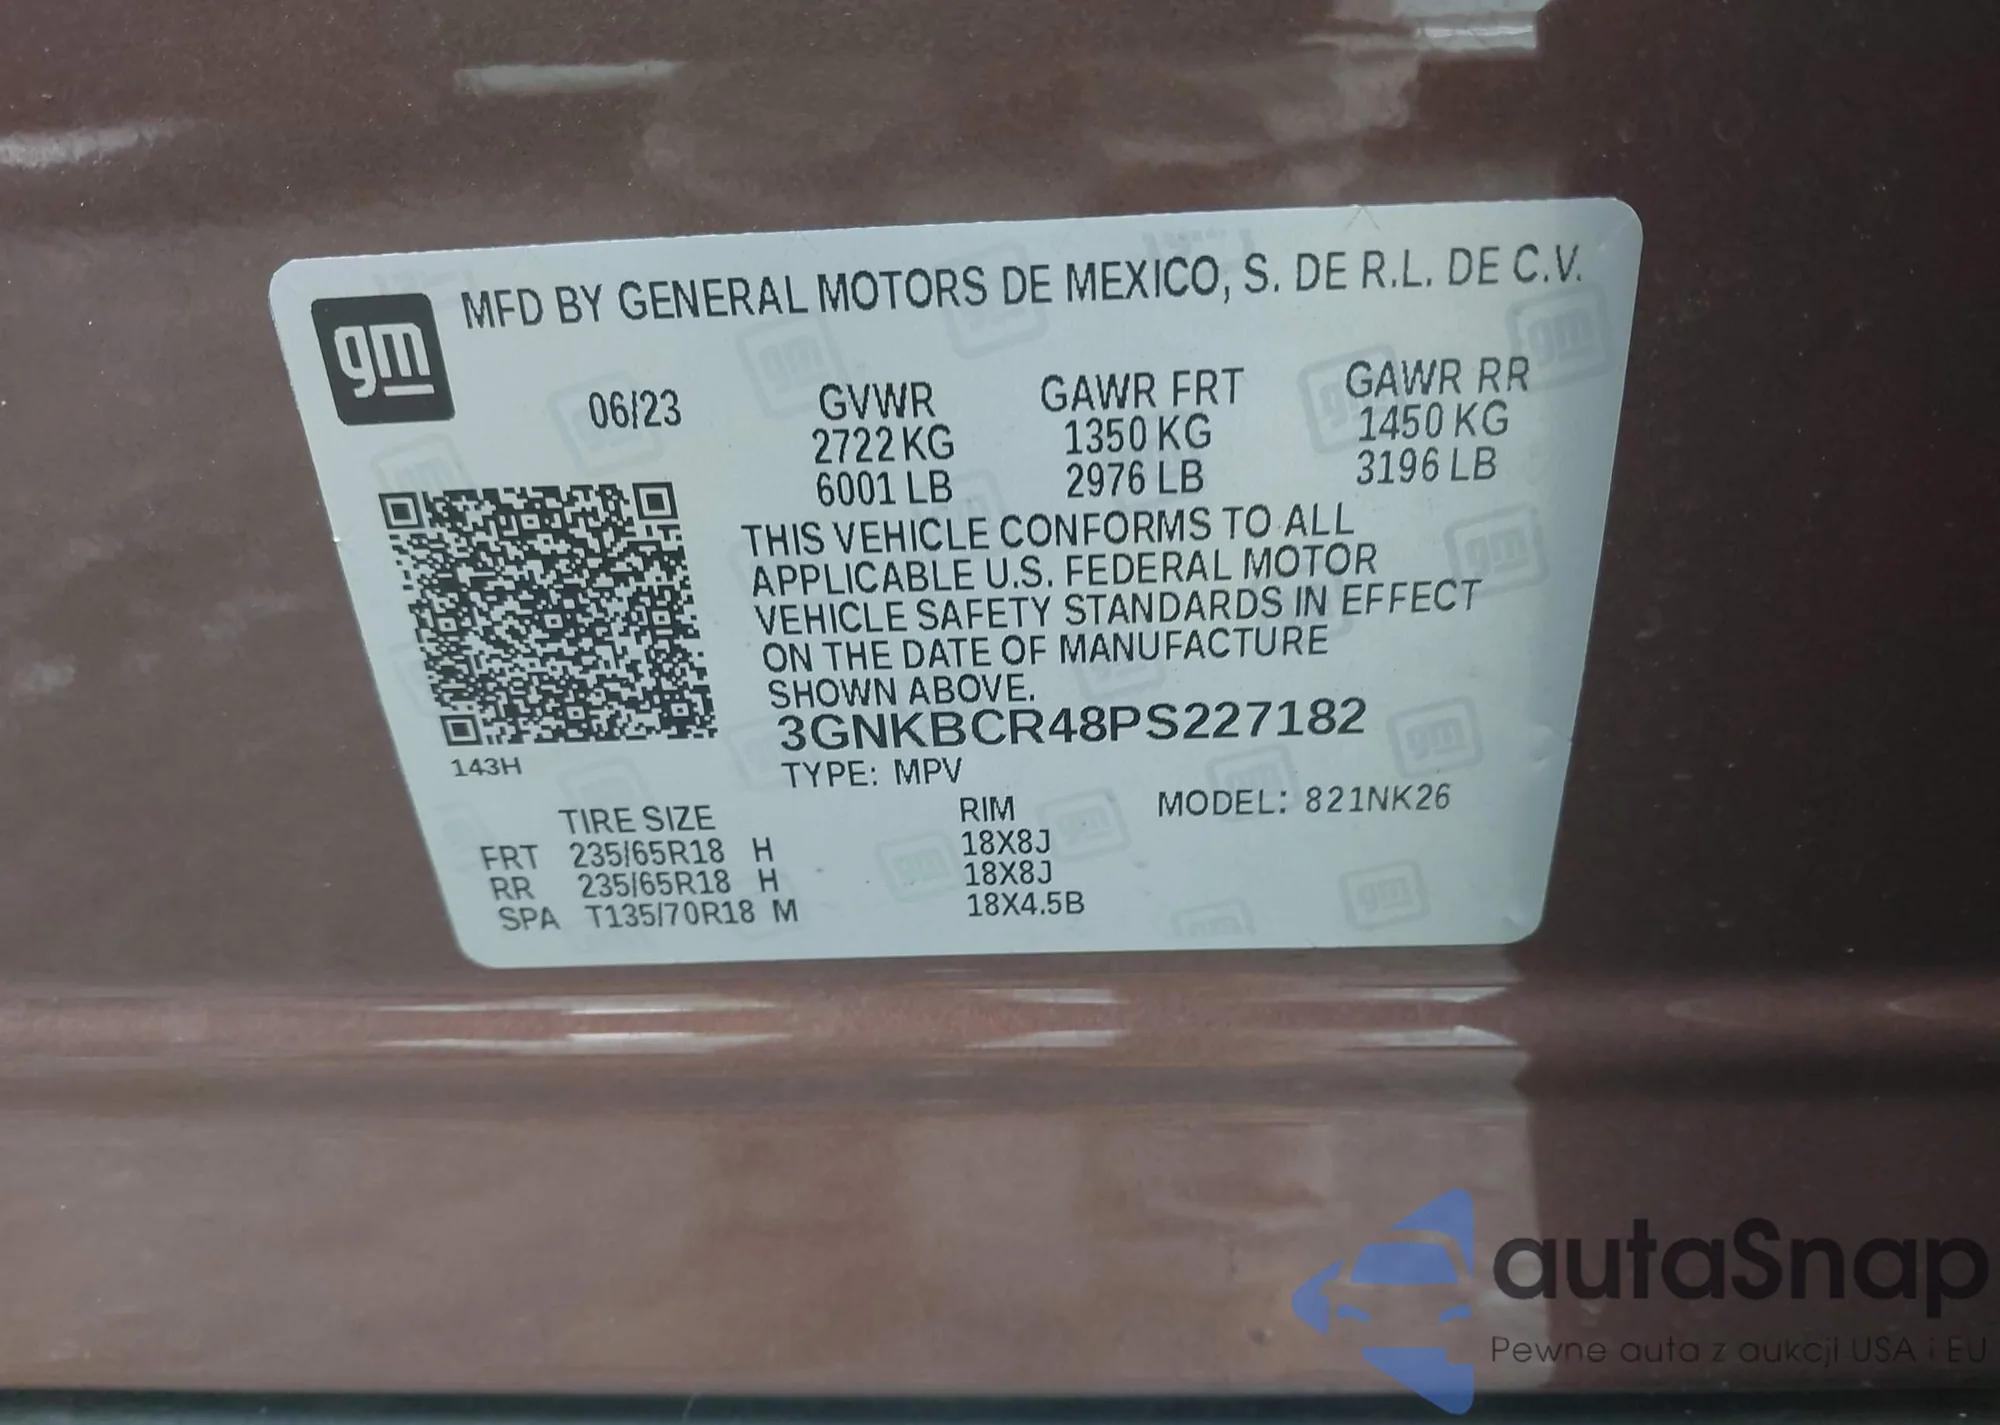 gm
MFD BY GENERAL MOTORS DE MEXICO, S. DE R.L. DE C.V.
06/23 GVWR GAWR FRT GAWR RR
2722 KG 1350 KG 1450 KG
6001 LB 2976 LB 3196 LB
THIS VEHICLE CONFORMS TO ALL
APPLICABLE U.S. FEDERAL MOTOR
VEHICLE SAFETY STANDARDS IN EFFECT
ON THE DATE OF MANUFACTURE
SHOWN ABOVE.
3GNKBCR48PS227182
143H
TYPE: MPV
TIRE SIZE RIM MODEL: 821NK26
FRT 235/65R18 H 18X8J
RR 235/65R18 H 18X8J
SPA T135/70R18 M 18X4.5B
autaSnap
Pewne auta z aukcji USA i EU